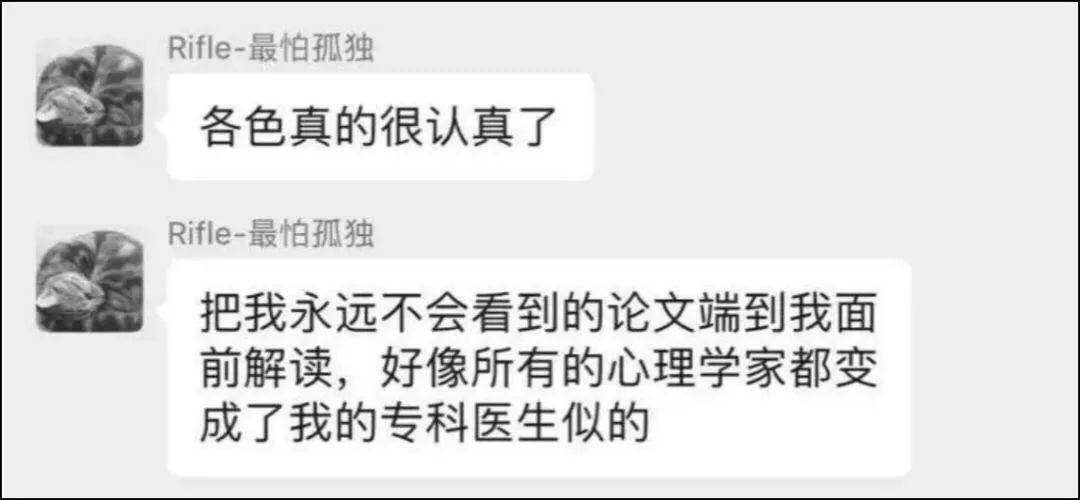 Rifle-最怕孤独
各色真的很认真了
Rifle-最怕孤独
把我永远不会看到的论文端到我面
前解读，好像所有的心理学家都变
成了我的专科医生似的